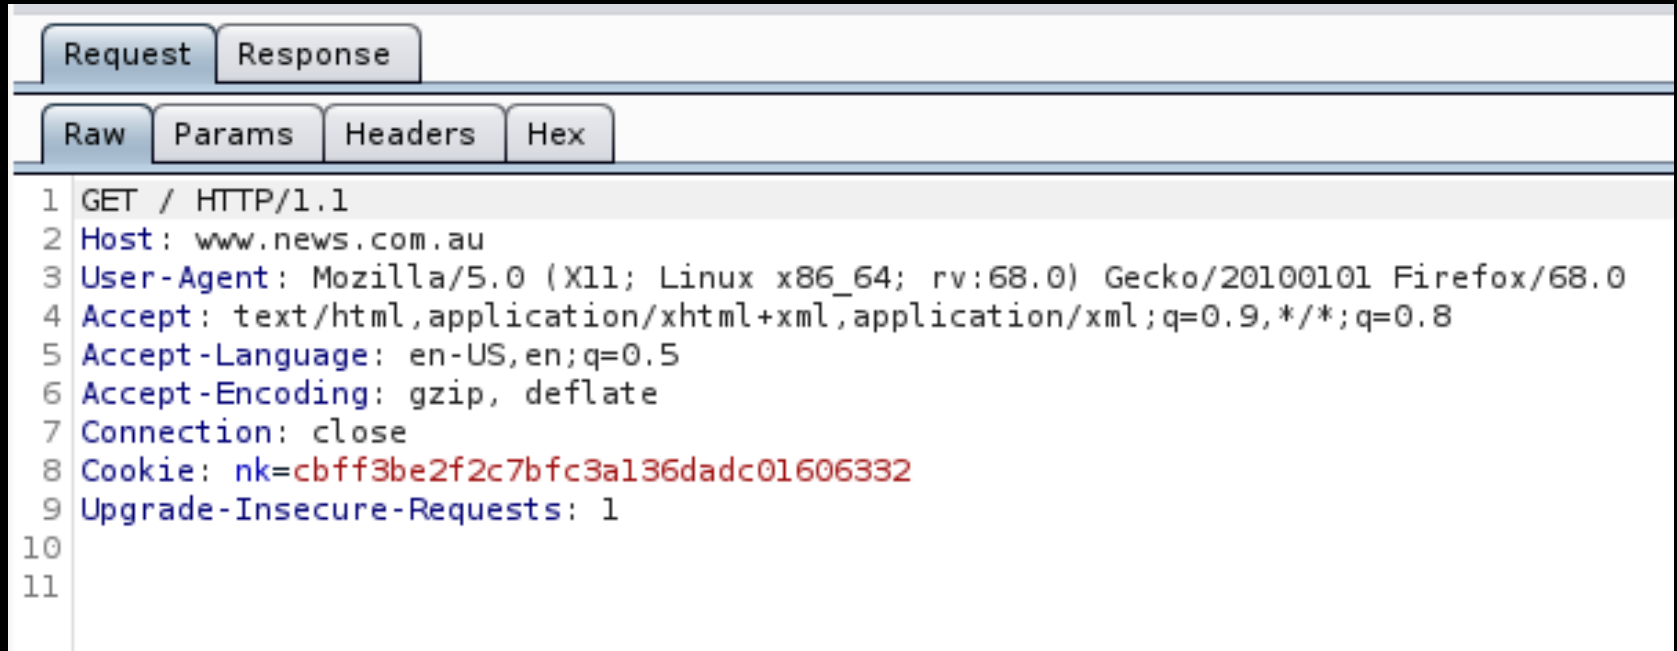 Request Response
Raw Params Headers Hex
1 GET / HTTP/1.1
2 Host: www.news.com.au
3 User-Agent: Mozilla/5.0 (X11; Linux x86_64; rv:68.0) Gecko/20100101 Firefox/68.0
4 Accept: text/html,application/xhtml+xml,application/xml;q=0.9,*/*;q=0.8
5 Accept-Language: en-US,en;q=0.5
6 Accept-Encoding: gzip, deflate
7 Connection: close
8 Cookie: nk=cbff3be2f2c7bfc3a136dadc01606332
9 Upgrade-Insecure-Requests: 1
10
11